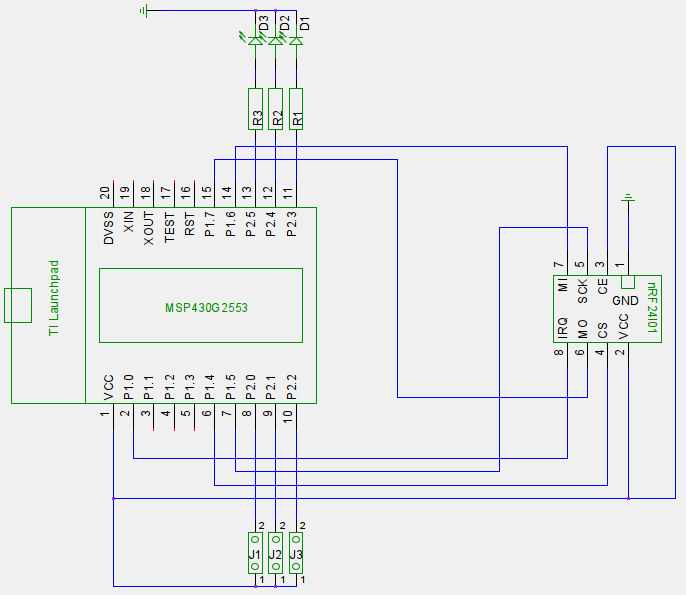 D3 D2 D1
R3 R2 R1
20 19 18 17 16 15 14 13 12 11
DVSS XIN XOUT TEST RST P1.7 P1.6 P2.5 P2.4 P2.3
TI Launchpad
MSP430G2553
VCC P1.0 P1.1 P1.2 P1.3 P1.4 P1.5 P2.0 P2.1 P2.2
1 2 3 4 5 6 7 8 9 10
7 5 3 1
MI SCK CE GND
nRF24l01
IRQ MO CS VCC
8 6 4 2
2 2 2
J1 J2 J3
1 1 1